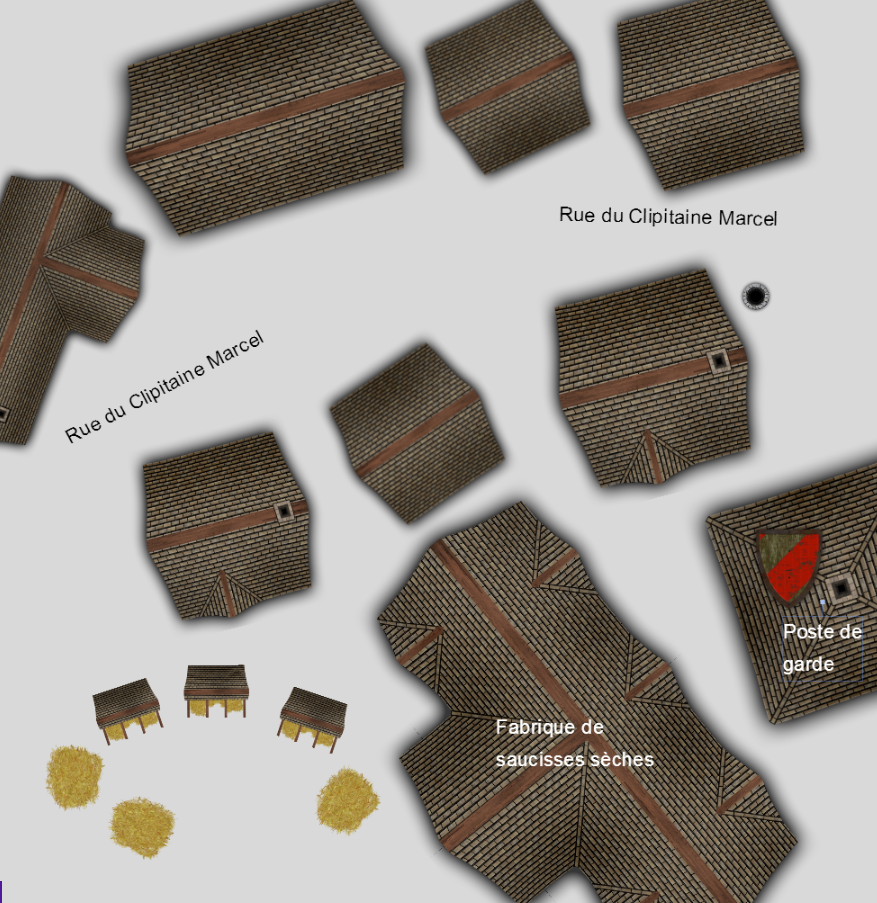 Rue du Clipitaine Marcel
Rue du Clipitaine Marcel
Poste de
garde
Fabrique de
saucisses sèches